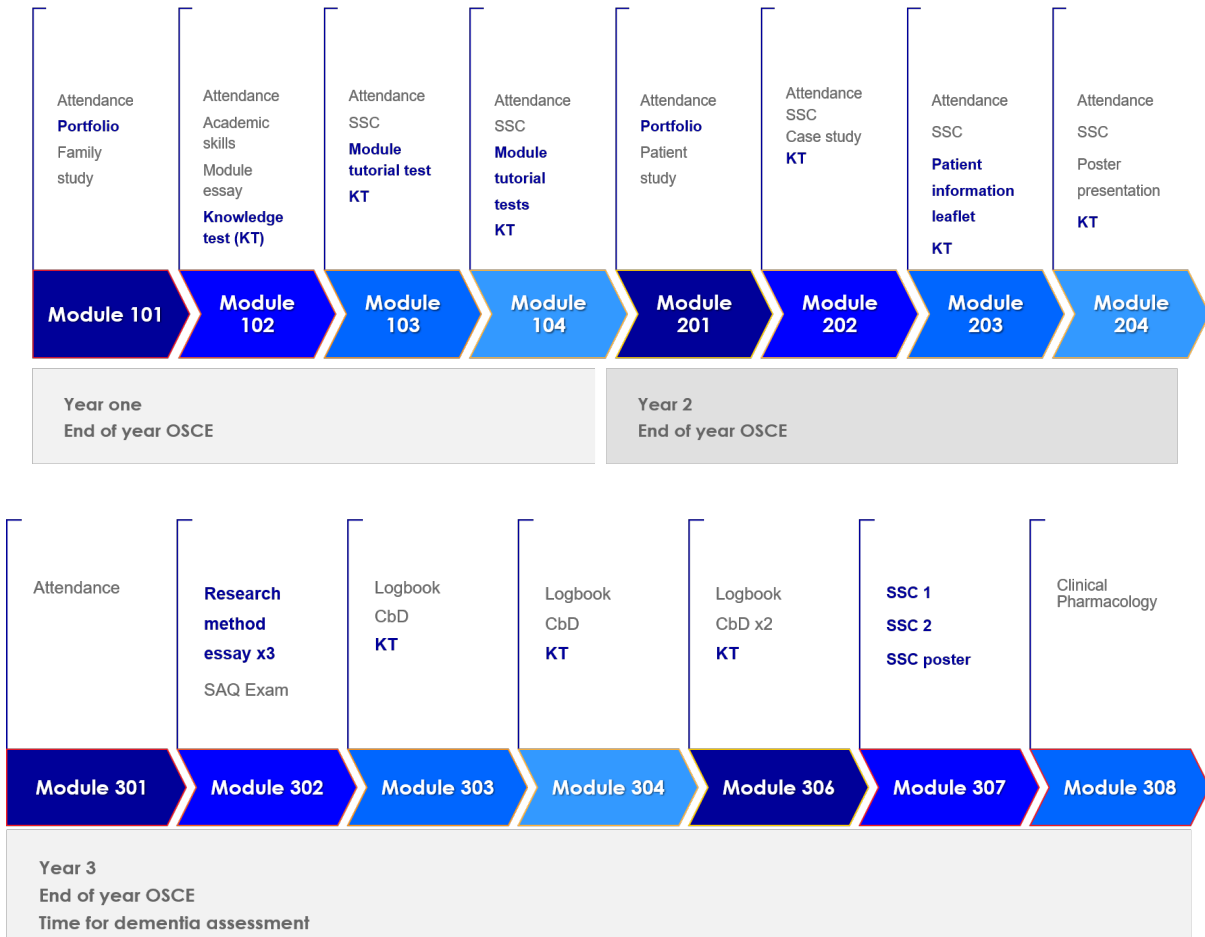 Attendance
Portfolio
Family
study
Attendance
Academic
skills
Module
essay
Knowledge
test (KT)
Attendance
SSC
Module
tutorial test
KT
Attendance
SSC
Module
tutorial
tests
KT
Attendance
Portfolio
Patient
study
Attendance
SSC
Case study
KT
Attendance
SSC
Patient
information
leaflet
KT
Attendance
SSC
Poster
presentation
KT
Module 101
Module
102
Module
103
Module
104
Module
201
Module
202
Module
203
Module
204
Year one
End of year OSCE
Year 2
End of year OSCE
Attendance
Research
method
essay x3
SAQ Exam
Logbook
CbD
KT
Logbook
CbD
KT
Logbook
CbD x2
KT
SSC 1
SSC 2
SSC poster
Clinical
Pharmacology
Module 301
Module 302
Module 303
Module 304
Module 306
Module 307
Module 308
Year 3
End of year OSCE
Time for dementia assessment